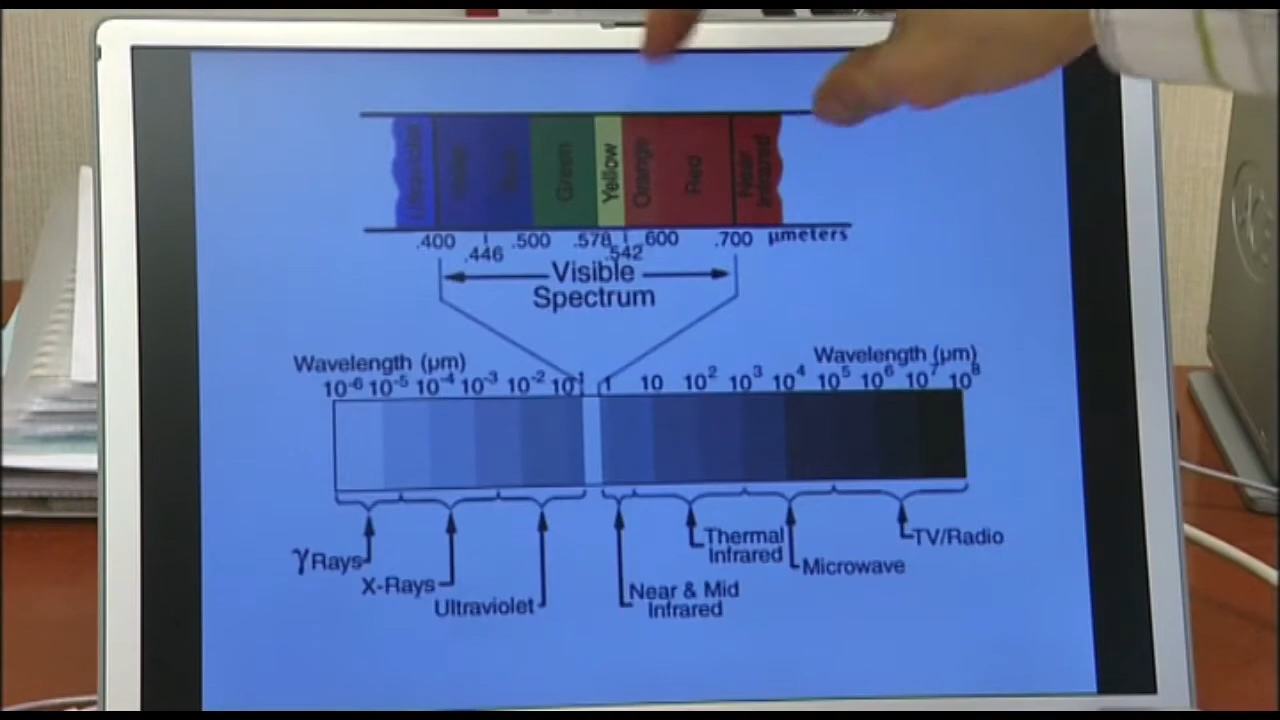 Ultraviolet
Blue
Green
Yellow
Orange
Red
Near
Infrared
.400 .446 .500 .578 .542 .600 .700 μmeters
Visible
Spectrum
Wavelength (μm) Wavelength (μm)
10-6 10-5 10-4 10-3 10-2 10-1 1 10 102 103 104 105 106 107 108
γ Rays
X-Rays
Ultraviolet
Near & Mid
Infrared
Thermal
Infrared
Microwave
TV/Radio